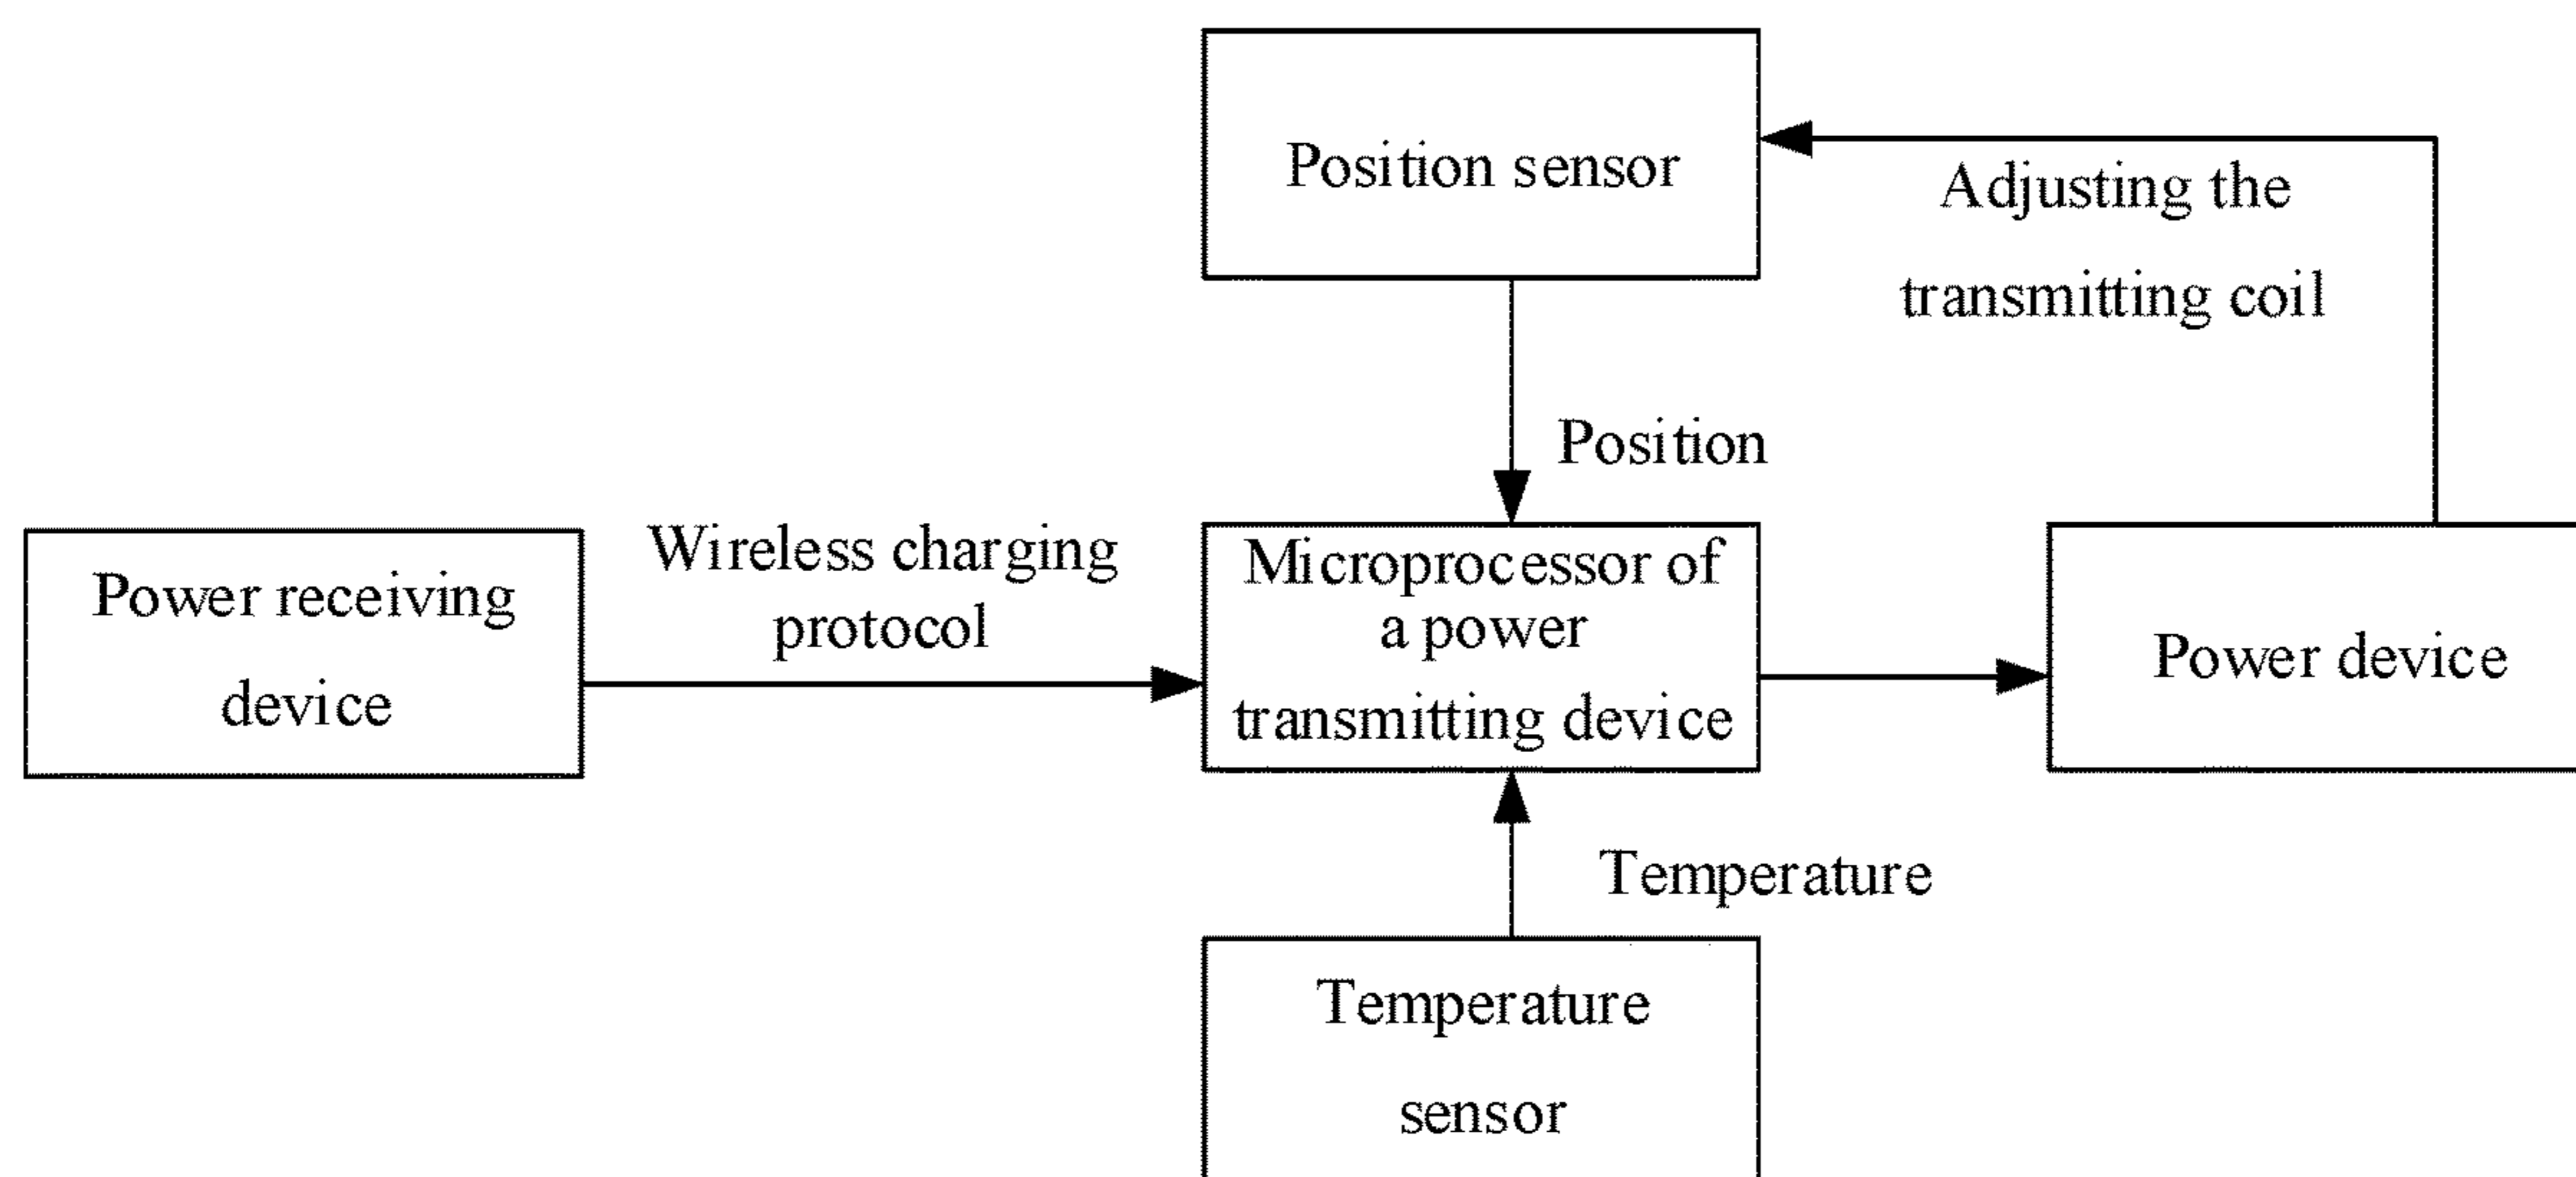 Position sensor
Adjusting the
transmitting coil
Position
Power receiving
device
Wireless charging
protocol
Microprocessor of
a power
transmitting device
Power device
Temperature
Temperature
sensor